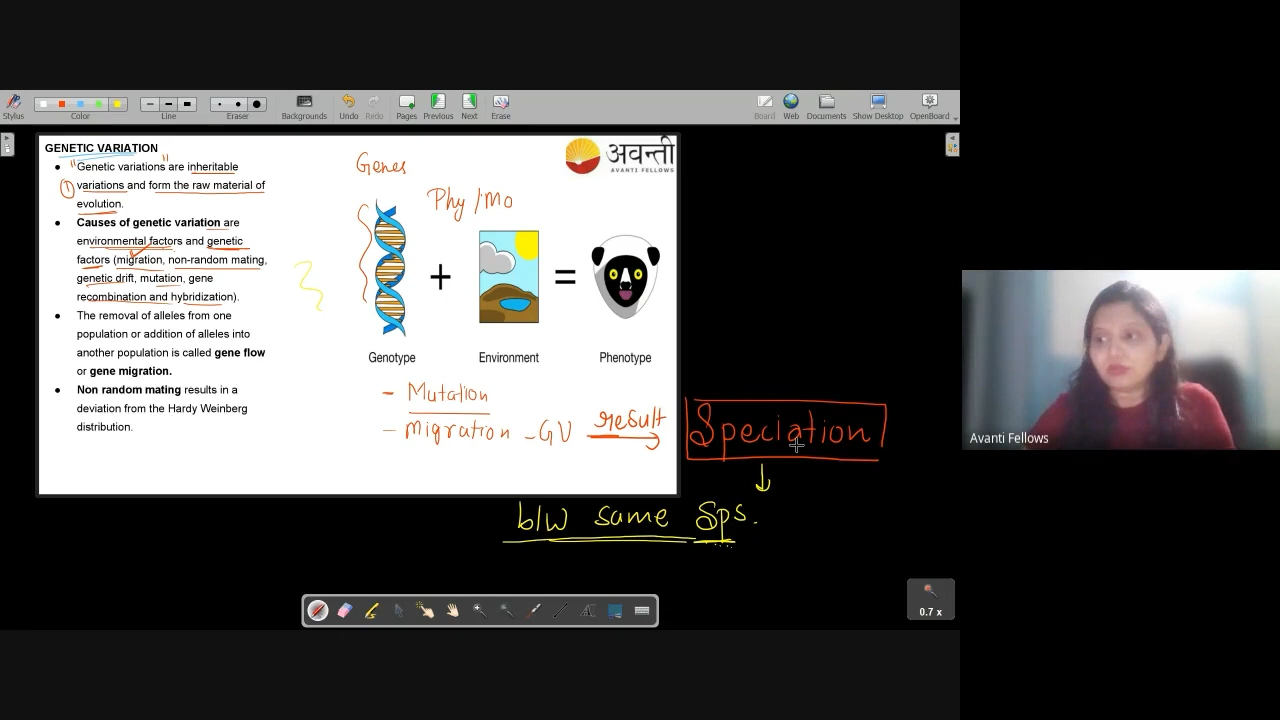 Stylus
Color
Line
Eraser
Backgrounds
Undo
Redo
Pages
Previous
Next
Erase
Board
Web
Documents
Show Desktop
OpenBoard
GENETIC VARIATION
• "Genetic variations" are inheritable
① variations and form the raw material of
evolution.
• Causes of genetic variation are
environmental factors and genetic
factors (migration, non-random mating,
genetic drift, mutation, gene
recombination and hybridization).
• The removal of alleles from one
population or addition of alleles into
another population is called gene flow
or gene migration.
• Non random mating results in a
deviation from the Hardy Weinberg
distribution.
Genes
Phy / Mo
अवन्ती
AVANTI FELLOWS
+
=
Genotype
Environment
Phenotype
- Mutation
- Migration - GV result
Speciation
b/w same Sps.
0.7 x
Avanti Fellows